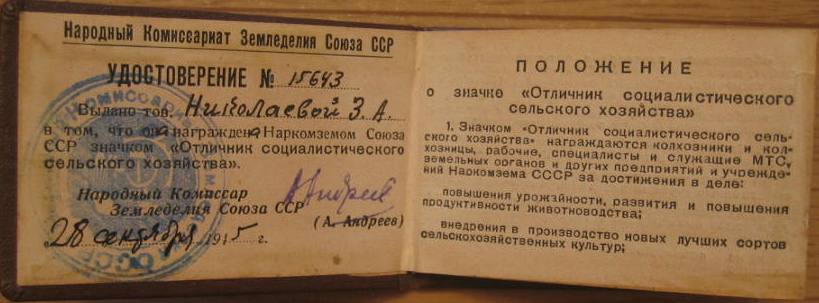 Народный Комиссариат Земледелия Союза ССР
УДОСТОВЕРЕНИЕ № 15643
Выдано тов. Николаевой З. А.
в том, что она награждена Наркомземом Союза
ССР значком «Отличник социалистического
сельского хозяйства».
Народный Комиссар
Земледелия Союза ССР
Андреев
(А. Андреев)
28 сентября 1945 г.
ПОЛОЖЕНИЕ
о значке «Отличник социалистического
сельского хозяйства»
1. Значком «Отличник социалистического сель-
ского хозяйства» награждаются колхозники и кол-
хозницы, рабочие, специалисты и служащие МТС,
земельных органов и других предприятий и учрежде-
ний Наркомзема СССР за достижения в деле:
повышения урожайности, развития и повышения
продуктивности животноводства;
внедрения в производство новых лучших сортов
сельскохозяйственных культур;